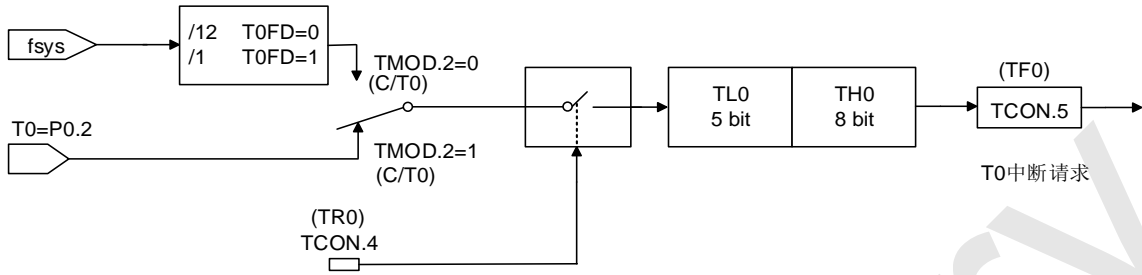 fsys
/12 T0FD=0
/1 T0FD=1
TMOD.2=0
(C/T0)
T0=P0.2
TMOD.2=1
(C/T0)
(TR0)
TCON.4
TL0
5 bit
TH0
8 bit
(TF0)
TCON.5
T0中断请求